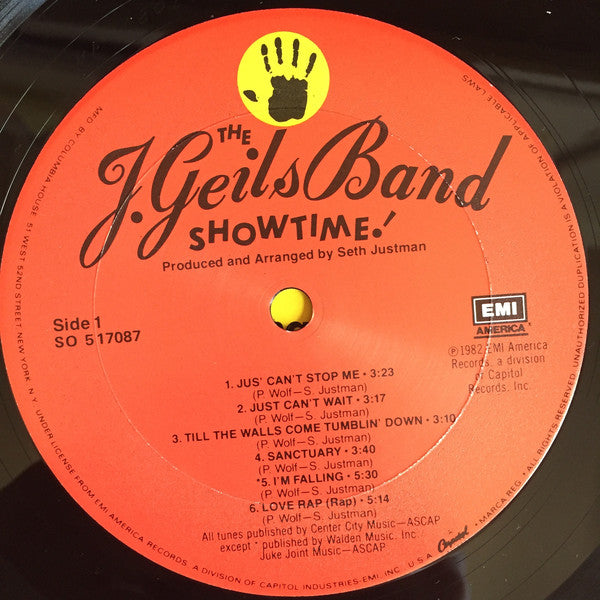 THE
J. Geils Band
SHOWTIME!
Produced and Arranged by Seth Justman
Side 1
SO 517087
EMI
AMERICA
℗ 1982 EMI America
Records, a division
of Capitol
Records, Inc.
1. JUS' CAN'T STOP ME • 3:23
(P. Wolf—S. Justman)
2. JUST CAN'T WAIT • 3:17
(P. Wolf—S. Justman)
3. TILL THE WALLS COME TUMBLIN' DOWN • 3:10
(P. Wolf—S. Justman)
4. SANCTUARY • 3:40
(P. Wolf—S. Justman)
*5. I'M FALLING • 5:30
(P. Wolf—S. Justman)
6. LOVE RAP (Rap) • 5:14
(P. Wolf—S. Justman)
All tunes published by Center City Music—ASCAP
except * published by Walden Music, Inc.
Juke Joint Music—ASCAP
MFD. BY COLUMBIA HOUSE, 51 WEST 52ND STREET, NEW YORK, N.Y. UNDER LICENSE FROM EMI AMERICA RECORDS, A DIVISION OF CAPITOL INDUSTRIES-EMI, INC. U.S.A. Capitol MARCA REG. • ALL RIGHTS RESERVED. UNAUTHORIZED DUPLICATION IS A VIOLATION OF APPLICABLE LAWS